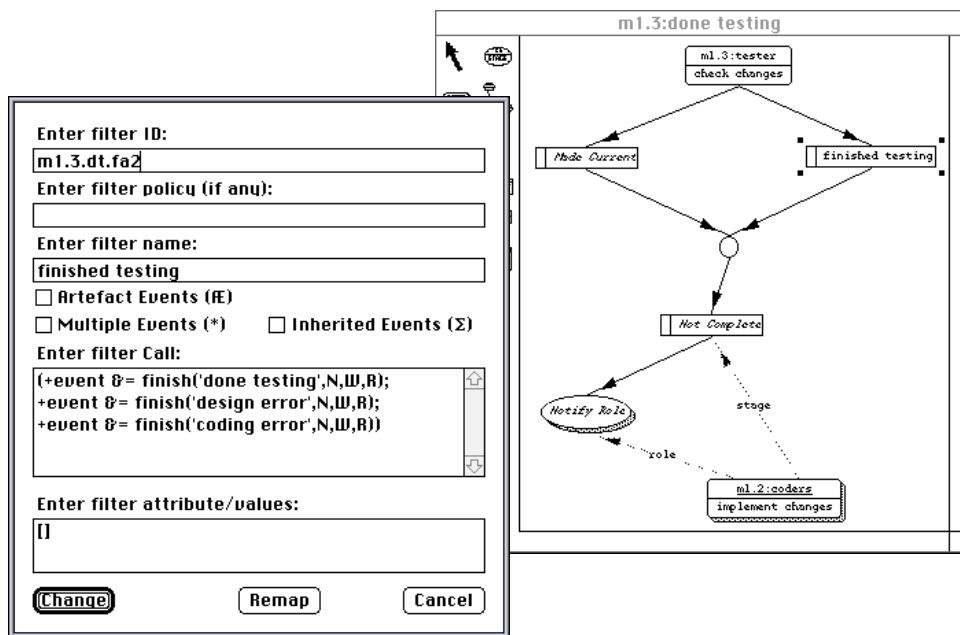 m1.3:done testing
m1.3:tester
check changes
Made Current
finished testing
Not Complete
Notify Role
stage
role
m1.2:coders
implement changes
Enter filter ID:
m1.3.dt.fa2
Enter filter policy (if any):
Enter filter name:
finished testing
Artefact Events (Æ)
Multiple Events (*)
Inherited Events (Σ)
Enter filter Call:
(+event &= finish('done testing',N,W,R);
+event &= finish('design error',N,W,R);
+event &= finish('coding error',N,W,R))
Enter filter attribute/values:
[]
Change
Remap
Cancel